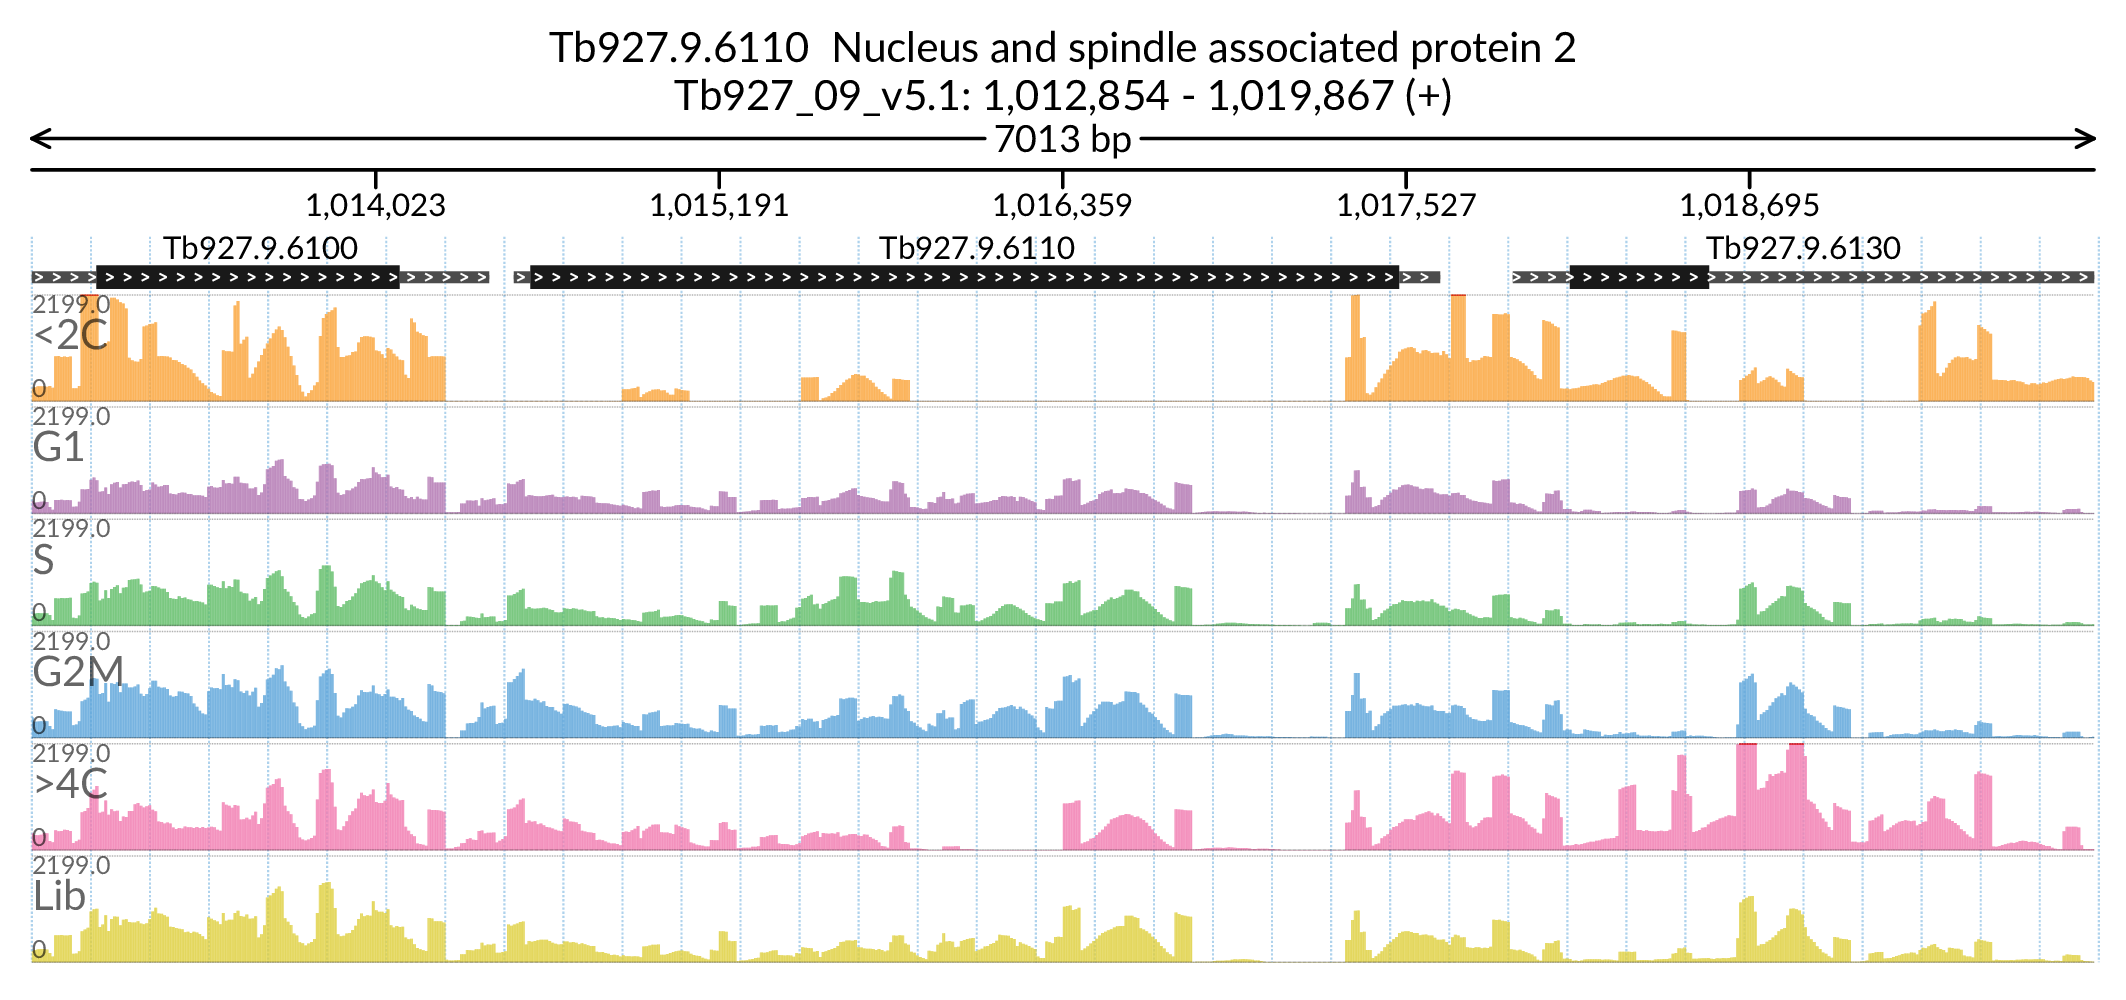 Tb927.9.6110  Nucleus and spindle associated protein 2
Tb927_09_v5.1: 1,012,854 - 1,019,867 (+)
7013 bp
1,014,023 1,015,191 1,016,359 1,017,527 1,018,695
Tb927.9.6100 Tb927.9.6110 Tb927.9.6130
2199.0
<2C
0
2199.0
G1
0
2199.0
S
0
2199.0
G2M
0
2199.0
>4C
0
2199.0
Lib
0